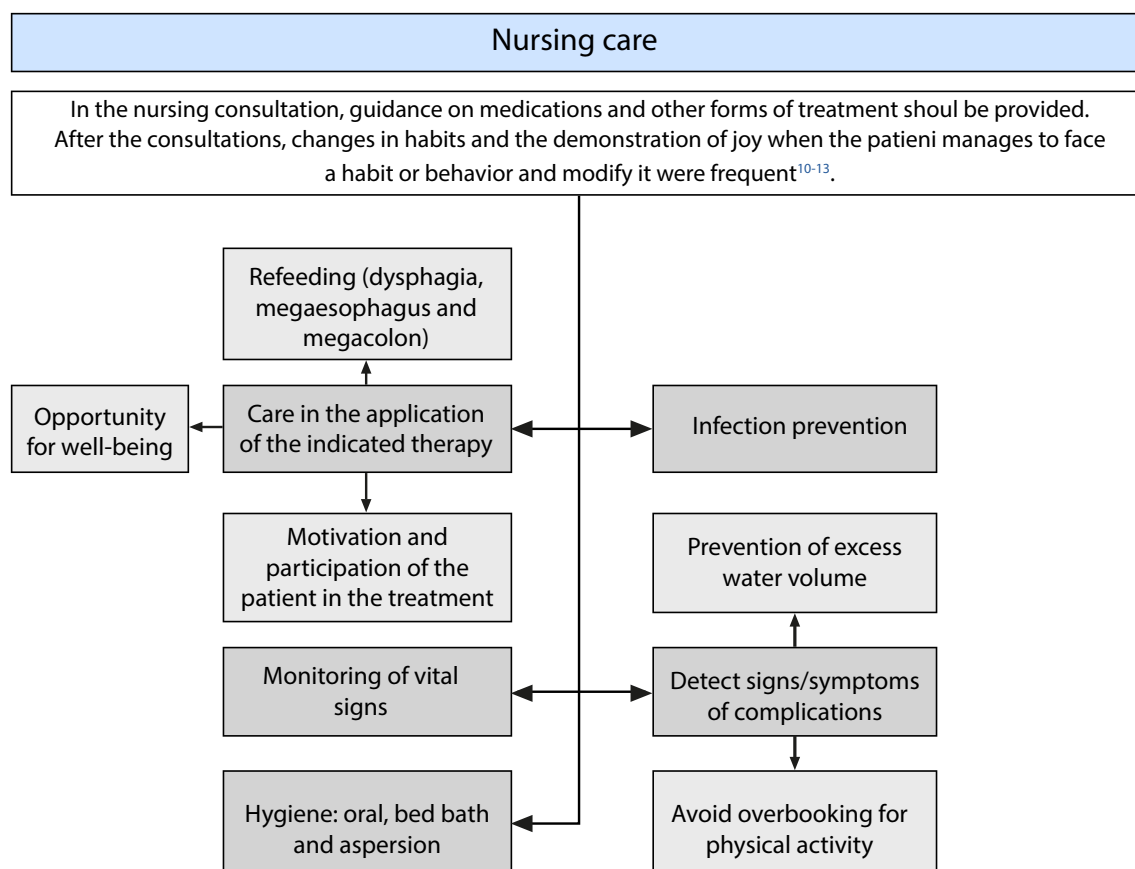 Nursing care
In the nursing consultation, guidance on medications and other forms of treatment shoul be provided.
After the consultations, changes in habits and the demonstration of joy when the patieni manages to face
a habit or behavior and modify it were frequent10-13.
Refeeding (dysphagia,
megaesophagus and
megacolon)
Opportunity
for well-being
Care in the application
of the indicated therapy
Infection prevention
Motivation and
participation of the
patient in the treatment
Prevention of excess
water volume
Monitoring of vital
signs
Detect signs/symptoms
of complications
Hygiene: oral, bed bath
and aspersion
Avoid overbooking for
physical activity